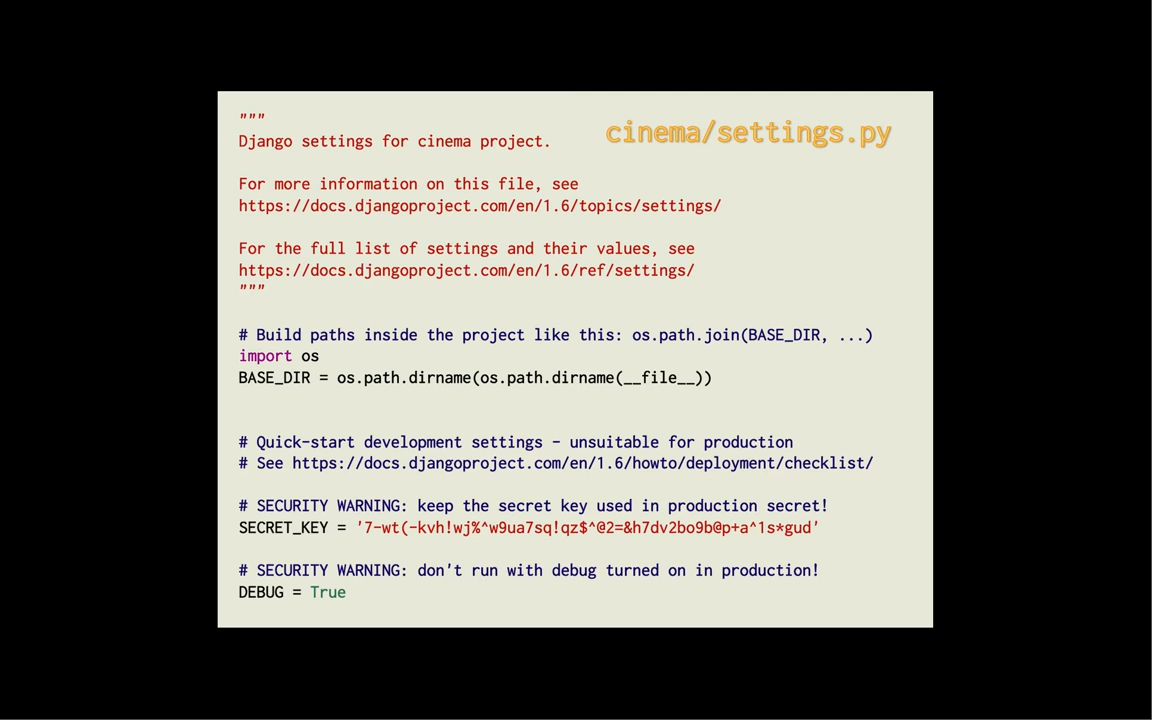 """
cinema/settings.py
Django settings for cinema project.
For more information on this file, see
https://docs.djangoproject.com/en/1.6/topics/settings/
For the full list of settings and their values, see
https://docs.djangoproject.com/en/1.6/ref/settings/
"""
# Build paths inside the project like this: os.path.join(BASE_DIR, ...)
import os
BASE_DIR = os.path.dirname(os.path.dirname(__file__))
# Quick-start development settings - unsuitable for production
# See https://docs.djangoproject.com/en/1.6/howto/deployment/checklist/
# SECURITY WARNING: keep the secret key used in production secret!
SECRET_KEY = '7-wt(-kvh!wj%^w9ua7sq!qz$^@2=&h7dv2bo9b@p+a^1s*gud'
# SECURITY WARNING: don't run with debug turned on in production!
DEBUG = True